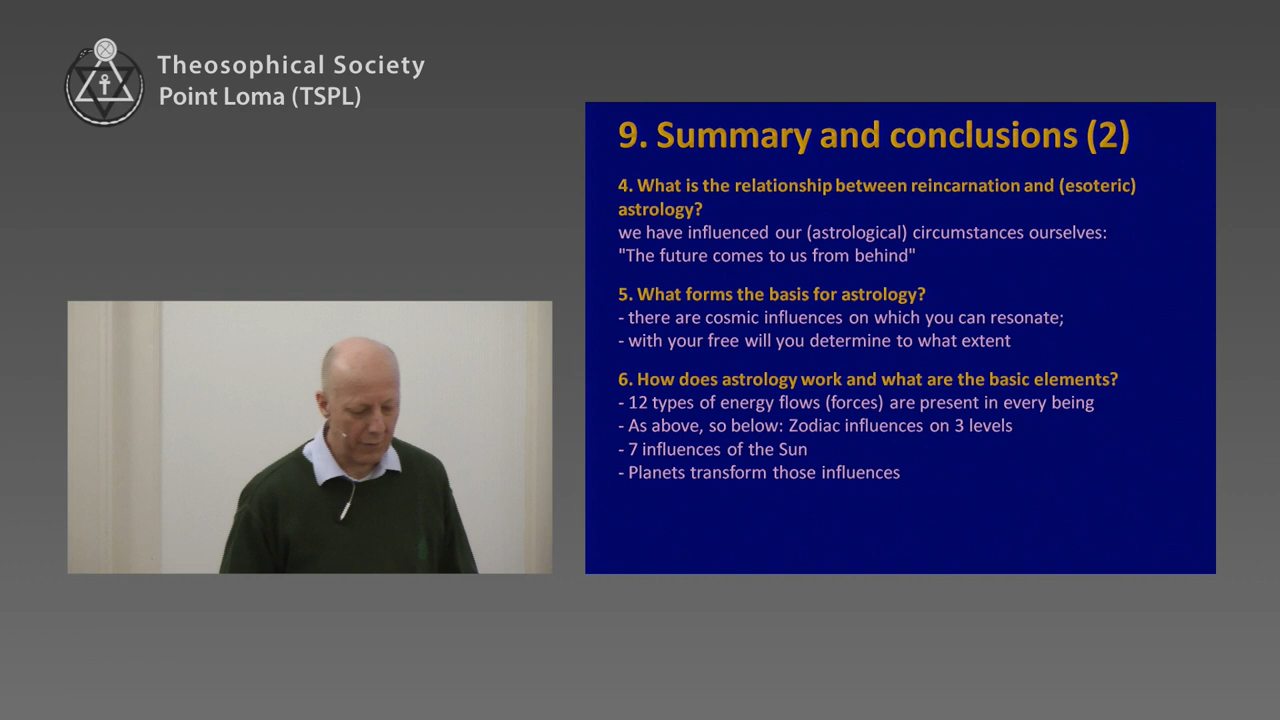 Theosophical Society
Point Loma (TSPL)
9. Summary and conclusions (2)
4. What is the relationship between reincarnation and (esoteric)
astrology?
we have influenced our (astrological) circumstances ourselves:
"The future comes to us from behind"
5. What forms the basis for astrology?
- there are cosmic influences on which you can resonate;
- with your free will you determine to what extent
6. How does astrology work and what are the basic elements?
- 12 types of energy flows (forces) are present in every being
- As above, so below: Zodiac influences on 3 levels
- 7 influences of the Sun
- Planets transform those influences